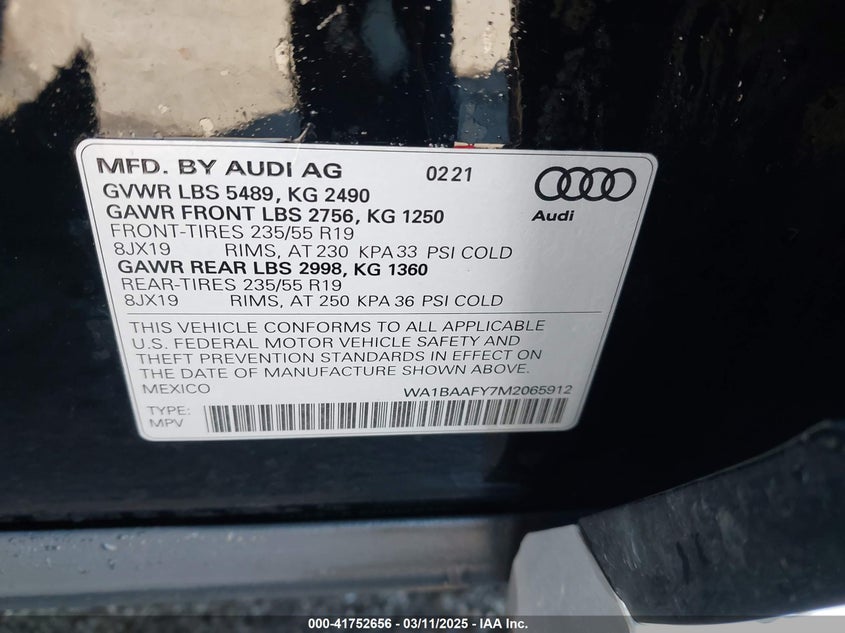 MFD. BY AUDI AG 0221
GVWR LBS 5489, KG 2490
GAWR FRONT LBS 2756, KG 1250
FRONT-TIRES 235/55 R19
8JX19 RIMS, AT 230 KPA 33 PSI COLD
GAWR REAR LBS 2998, KG 1360
REAR-TIRES 235/55 R19
8JX19 RIMS, AT 250 KPA 36 PSI COLD
Audi
THIS VEHICLE CONFORMS TO ALL APPLICABLE
U.S. FEDERAL MOTOR VEHICLE SAFETY AND
THEFT PREVENTION STANDARDS IN EFFECT ON
THE DATE OF MANUFACTURE SHOWN ABOVE.
MEXICO WA1BAAFY7M2065912
TYPE:
MPV
000-41752656 / 03/11/2025 - IAA Inc.